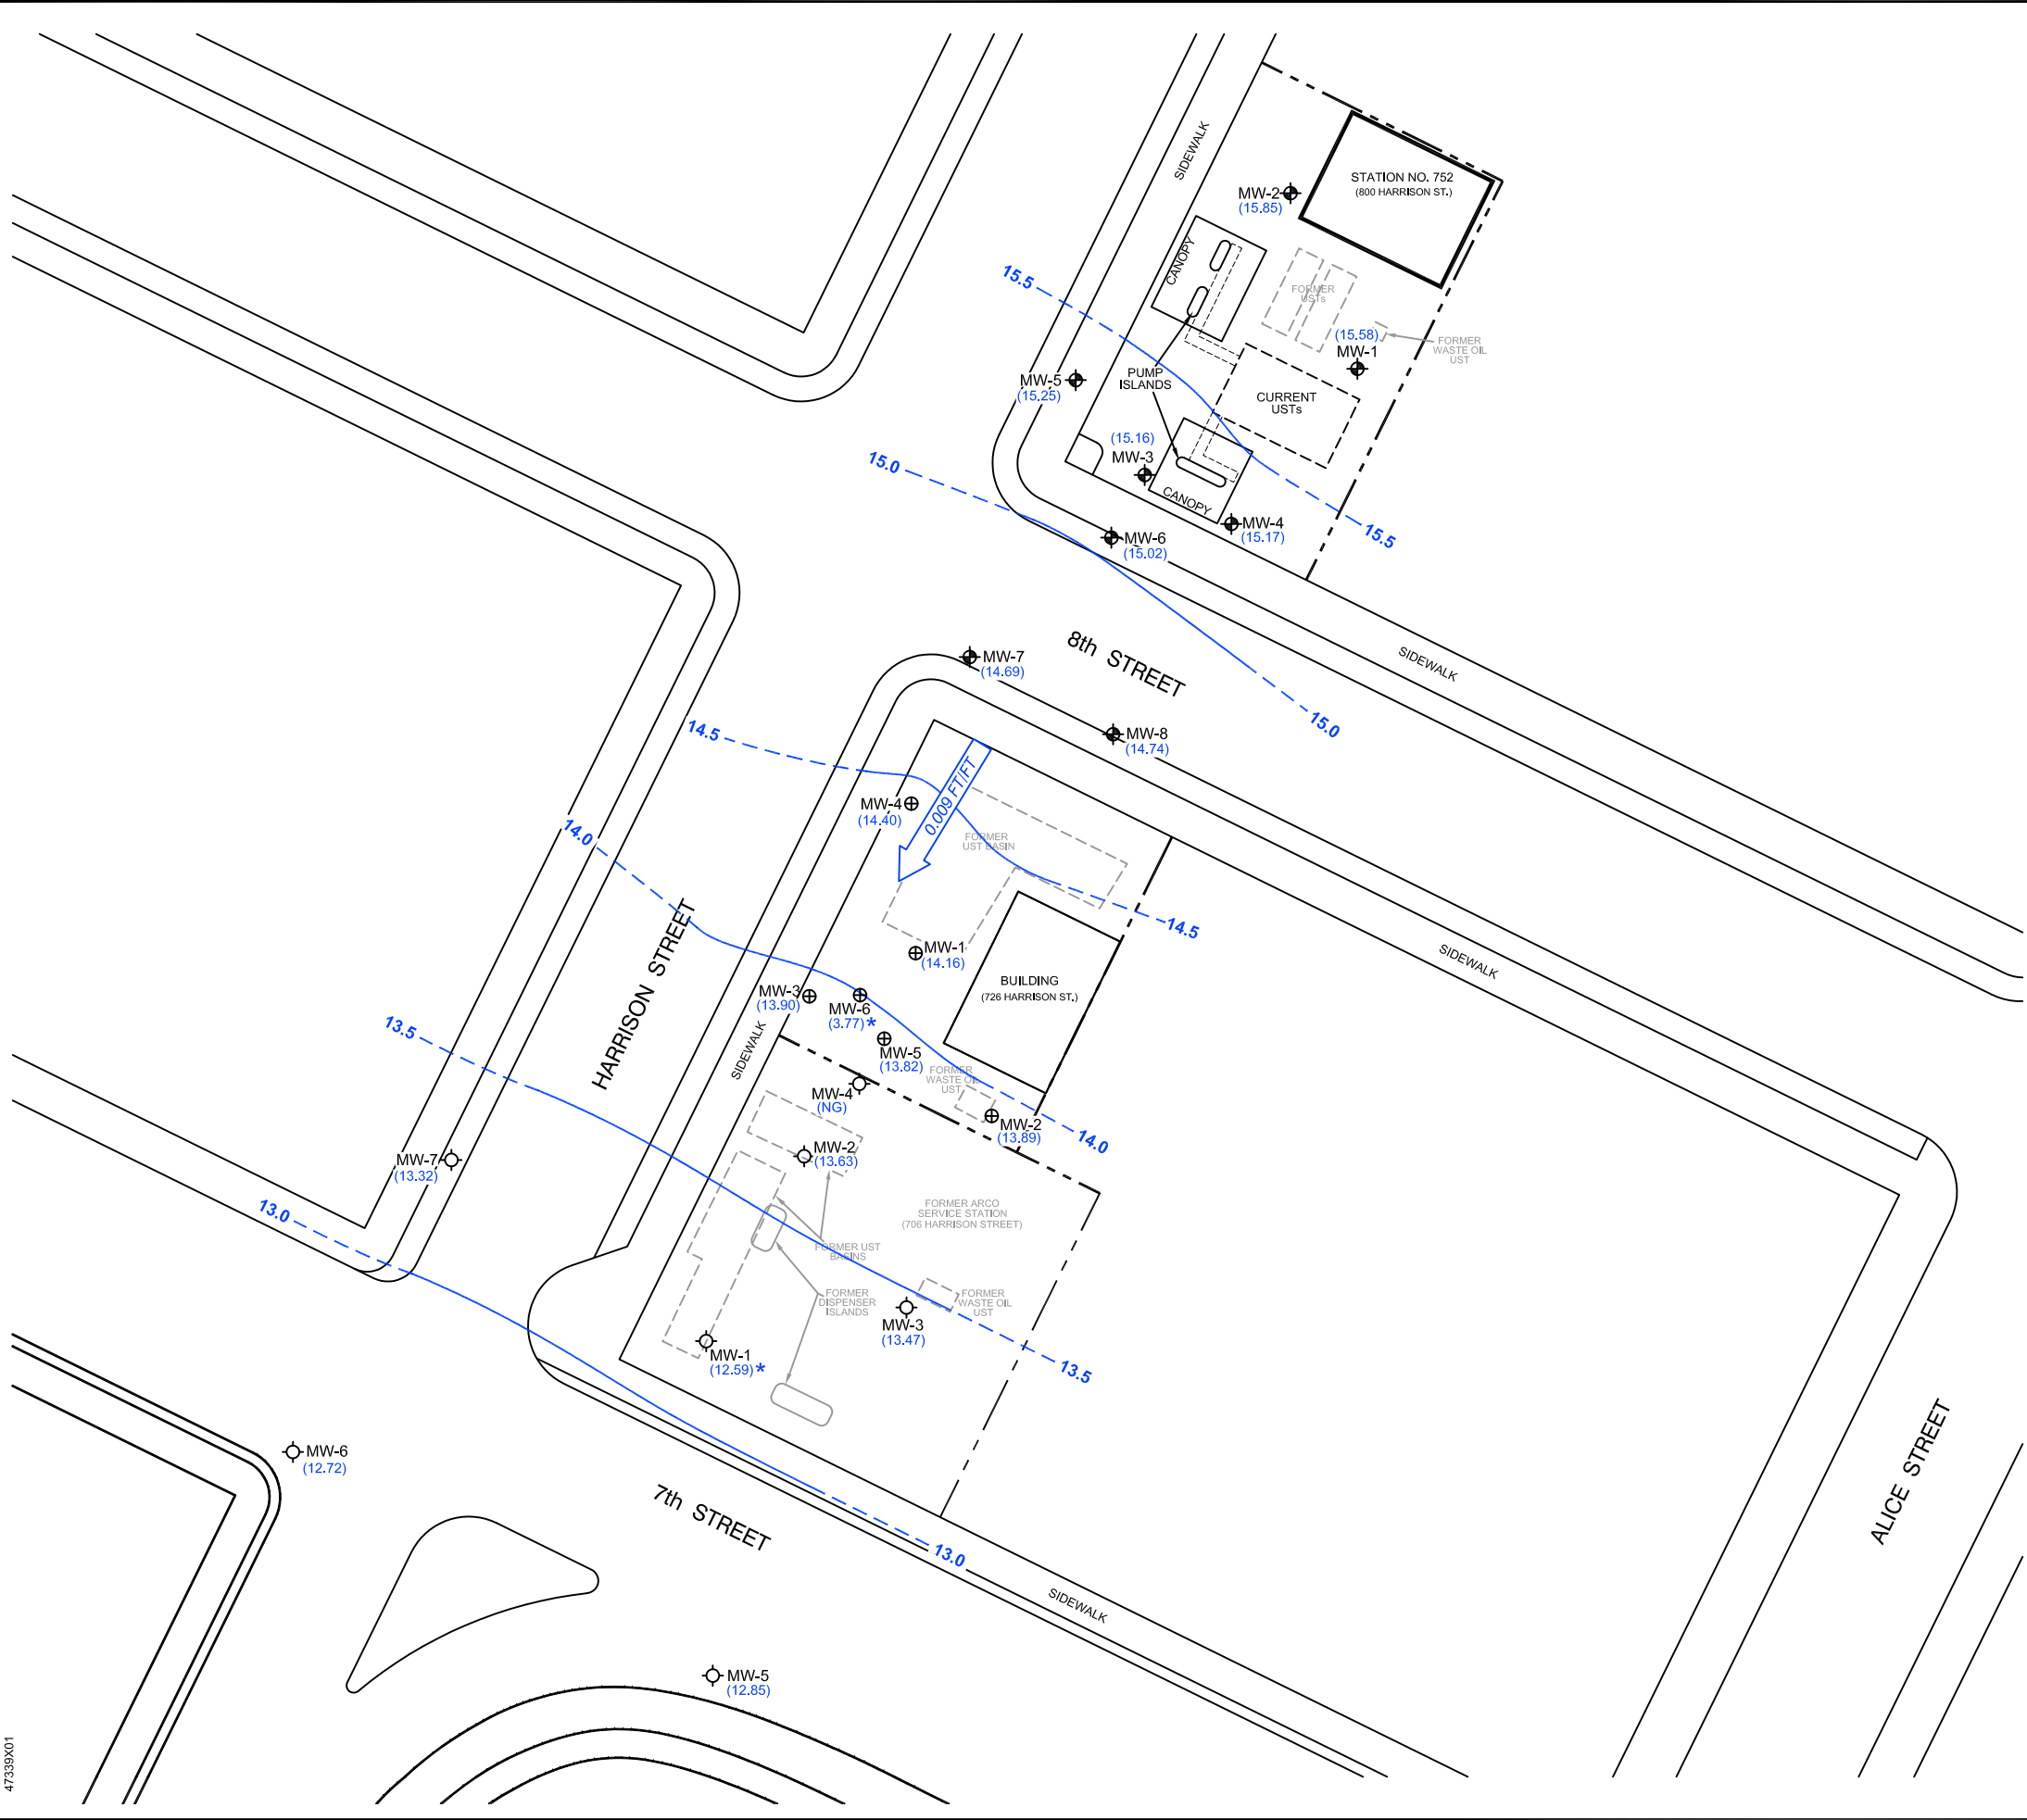 SIDEWALK
STATION NO. 752
(800 HARRISON ST.)
MW-2
(15.85)
CANOPY
15.5
FORMER
USTs
(15.58)
MW-1
FORMER
WASTE OIL
UST
PUMP
ISLANDS
MW-5
(15.25)
CURRENT
USTs
(15.16)
MW-3
15.0
CANOPY
MW-4
(15.17)
15.5
MW-6
(15.02)
8th STREET
SIDEWALK
MW-7
(14.69)
15.0
14.5
MW-8
(14.74)
0.009 FT/FT
MW-4
(14.40)
14.0
FORMER
UST BASIN
14.5
HARRISON STREET
MW-1
(14.16)
SIDEWALK
BUILDING
(726 HARRISON ST.)
MW-3
(13.90)
MW-6
(3.77)*
13.5
SIDEWALK
MW-5
(13.82)
FORMER
WASTE OIL
UST
MW-4
(NG)
MW-2
(13.89)
14.0
MW-2
(13.63)
MW-7
(13.32)
13.0
FORMER ARCO
SERVICE STATION
(706 HARRISON STREET)
FORMER UST
BASINS
FORMER
DISPENSER
ISLANDS
FORMER
WASTE OIL
UST
MW-3
(13.47)
MW-1
(12.59)*
13.5
MW-6
(12.72)
7th STREET
13.0
ALICE STREET
SIDEWALK
MW-5
(12.85)
47339X01